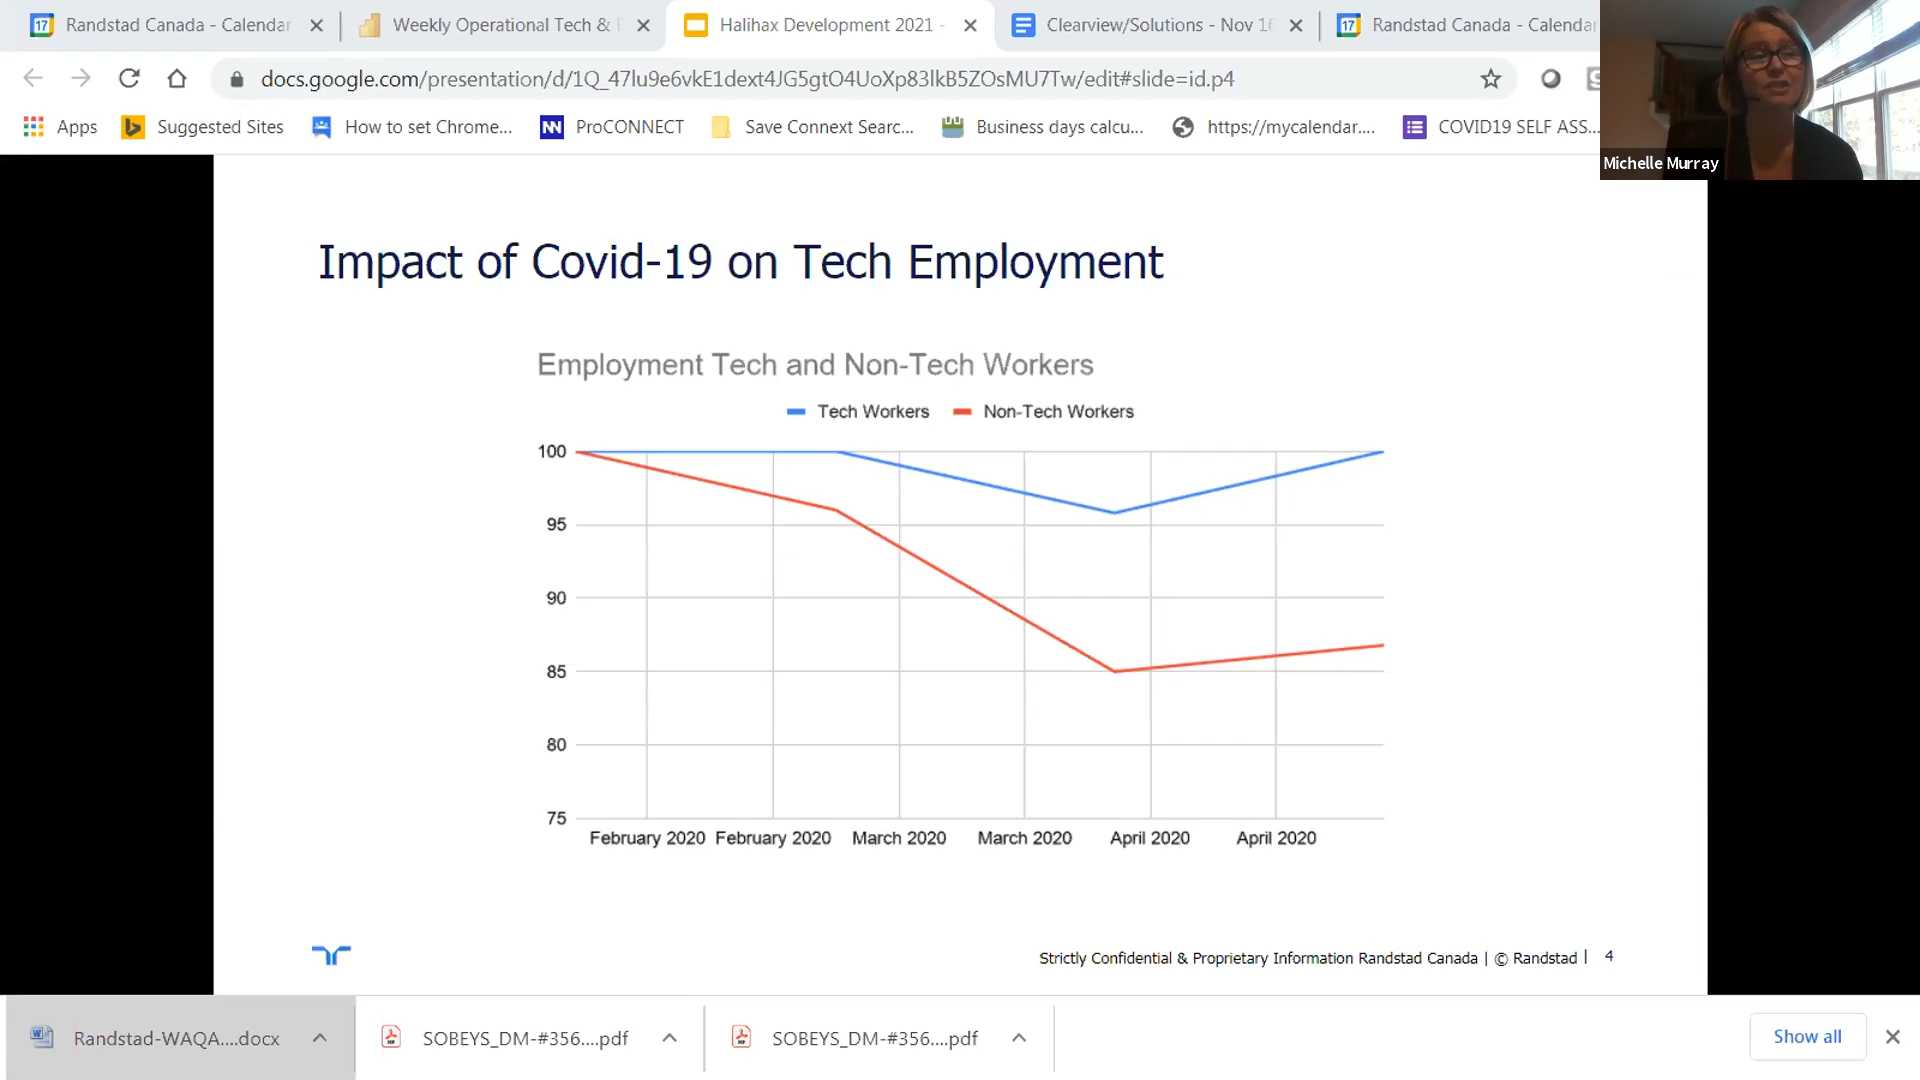 Randstad Canada - Calendar
Weekly Operational Tech &
Halihax Development 2021 -
Clearview/Solutions - Nov 16
Randstad Canada - Calendar
docs.google.com/presentation/d/1Q_47lu9e6vkE1dext4JG5gtO4UoXp83lkB5ZOsMU7Tw/edit#slide=id.p4
Apps
Suggested Sites
How to set Chrome...
ProCONNECT
Save Connext Searc...
Business days calcu...
https://mycalendar....
COVID19 SELF ASS...
Michelle Murray
Impact of Covid-19 on Tech Employment
Employment Tech and Non-Tech Workers
Tech Workers Non-Tech Workers
100
95
90
85
80
75
February 2020 February 2020 March 2020 March 2020 April 2020 April 2020
Strictly Confidential & Proprietary Information Randstad Canada | © Randstad | 4
Randstad-WAQA....docx
SOBEYS_DM-#356....pdf
SOBEYS_DM-#356....pdf
Show all